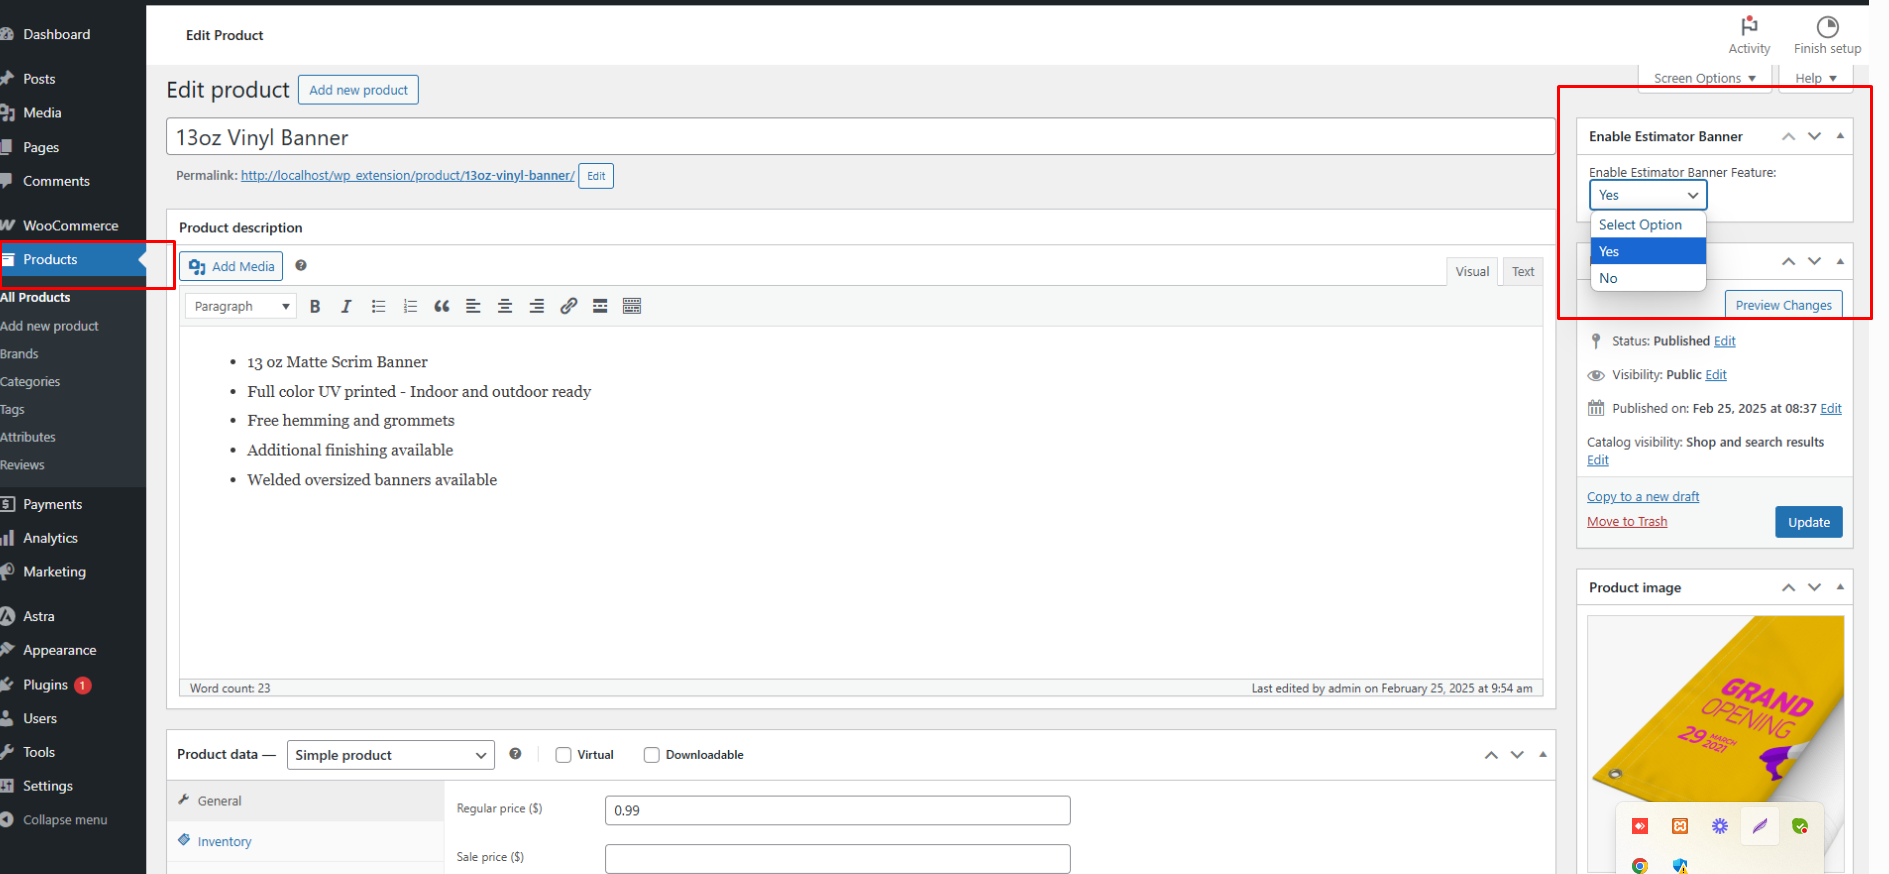 Dashboard
Posts
Media
Pages
Comments
WooCommerce
Products
All Products
Add new product
Brands
Categories
Tags
Attributes
Reviews
Payments
Analytics
Marketing
Astra
Appearance
Plugins 1
Users
Tools
Settings
Collapse menu
Edit Product
Activity
Finish setup
Screen Options
Help
Edit product
Add new product
13oz Vinyl Banner
Permalink: http://localhost/wp_extension/product/13oz-vinyl-banner/ Edit
Product description
Add Media
Visual Text
Paragraph
13 oz Matte Scrim Banner
Full color UV printed - Indoor and outdoor ready
Free hemming and grommets
Additional finishing available
Welded oversized banners available
Word count: 23
Last edited by admin on February 25, 2025 at 9:54 am
Product data — Simple product Virtual Downloadable
General
Inventory
Regular price ($) 0.99
Sale price ($)
Enable Estimator Banner
Enable Estimator Banner Feature:
Yes
Select Option
Yes
No
Preview Changes
Status: Published Edit
Visibility: Public Edit
Published on: Feb 25, 2025 at 08:37 Edit
Catalog visibility: Shop and search results
Edit
Copy to a new draft
Move to Trash
Update
Product image
GRAND
OPENING
29 MARCH
2021